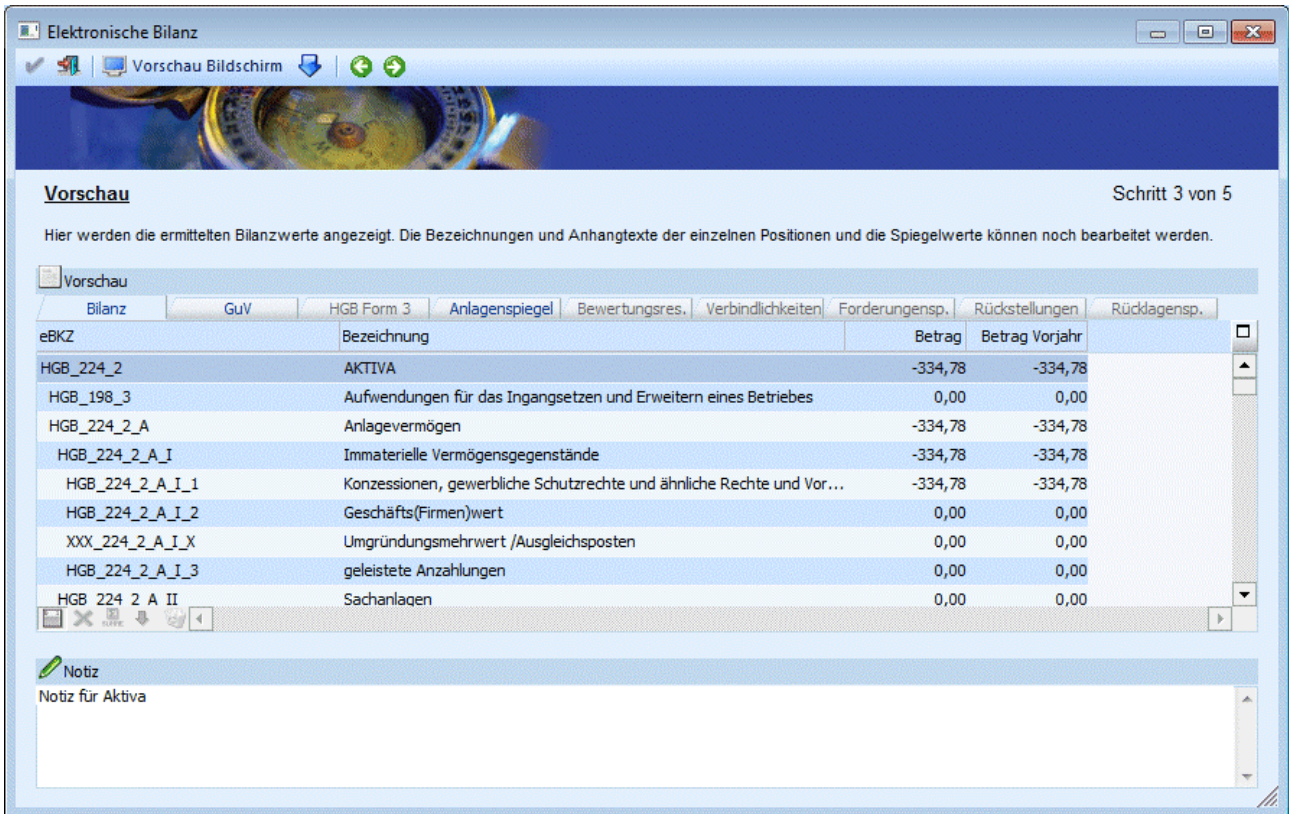 Elektronische Bilanz
Vorschau Bildschirm
Vorschau
Schritt 3 von 5
Hier werden die ermittelten Bilanzwerte angezeigt. Die Bezeichnungen und Anhangtexte der einzelnen Positionen und die Spiegelwerte können noch bearbeitet werden.
Vorschau
Bilanz GuV HGB Form 3 Anlagenspiegel Bewertungsres. Verbindlichkeiten Forderungensp. Rückstellungen Rücklagensp.
eBKZ Bezeichnung Betrag Betrag Vorjahr
HGB_224_2 AKTIVA -334,78 -334,78
HGB_198_3 Aufwendungen für das Ingangsetzen und Erweitern eines Betriebes 0,00 0,00
HGB_224_2_A Anlagevermögen -334,78 -334,78
HGB_224_2_A_I Immaterielle Vermögensgegenstände -334,78 -334,78
HGB_224_2_A_I_1 Konzessionen, gewerbliche Schutzrechte und ähnliche Rechte und Vor... -334,78 -334,78
HGB_224_2_A_I_2 Geschäfts(Firmen)wert 0,00 0,00
XXX_224_2_A_I_X Umgründungsmehrwert /Ausgleichsposten 0,00 0,00
HGB_224_2_A_I_3 geleistete Anzahlungen 0,00 0,00
HGB_224_2_A_II Sachanlagen 0,00 0,00
Notiz
Notiz für Aktiva